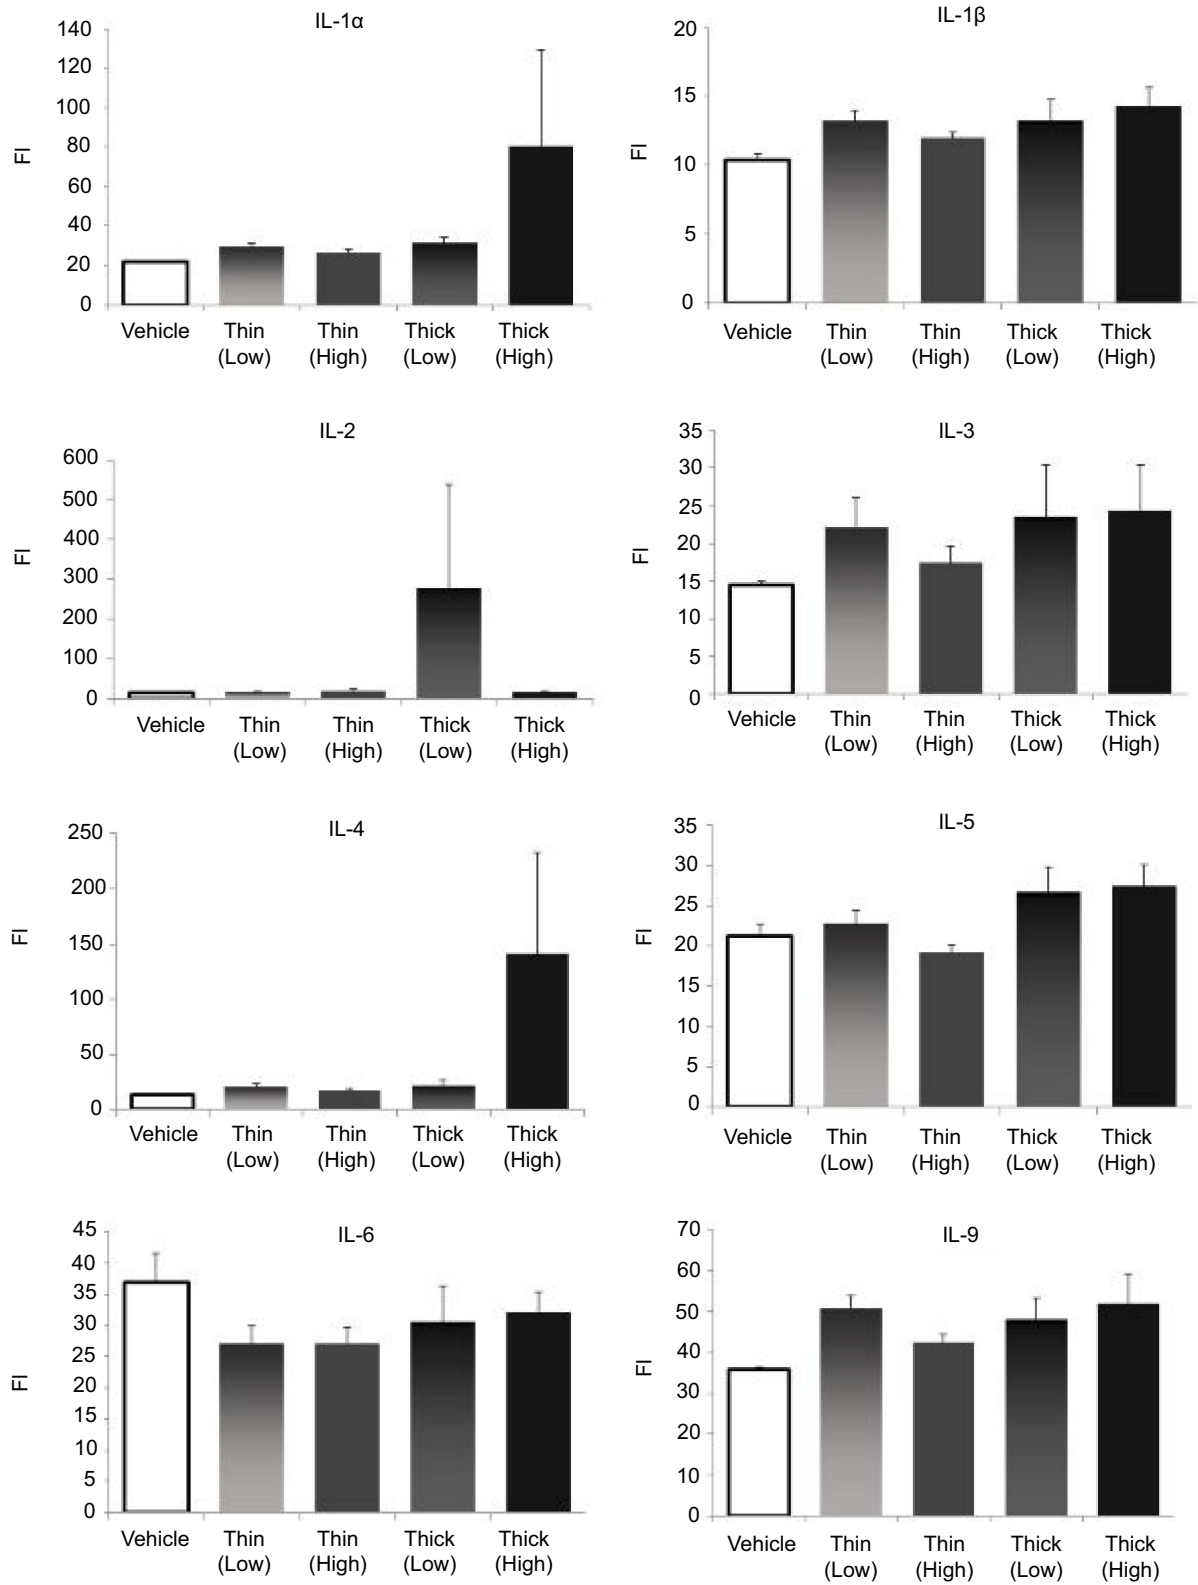 IL-1α
140
120
100
80
60
40
20
0
FI
Vehicle Thin Thin Thick Thick
(Low) (High) (Low) (High)
IL-1β
20
15
10
5
0
FI
Vehicle Thin Thin Thick Thick
(Low) (High) (Low) (High)
IL-2
600
500
400
300
200
100
0
FI
Vehicle Thin Thin Thick Thick
(Low) (High) (Low) (High)
IL-3
35
30
25
20
15
10
5
0
FI
Vehicle Thin Thin Thick Thick
(Low) (High) (Low) (High)
IL-4
250
200
150
100
50
0
FI
Vehicle Thin Thin Thick Thick
(Low) (High) (Low) (High)
IL-5
35
30
25
20
15
10
5
0
FI
Vehicle Thin Thin Thick Thick
(Low) (High) (Low) (High)
IL-6
45
40
35
30
25
20
15
10
5
0
FI
Vehicle Thin Thin Thick Thick
(Low) (High) (Low) (High)
IL-9
70
60
50
40
30
20
10
0
FI
Vehicle Thin Thin Thick Thick
(Low) (High) (Low) (High)